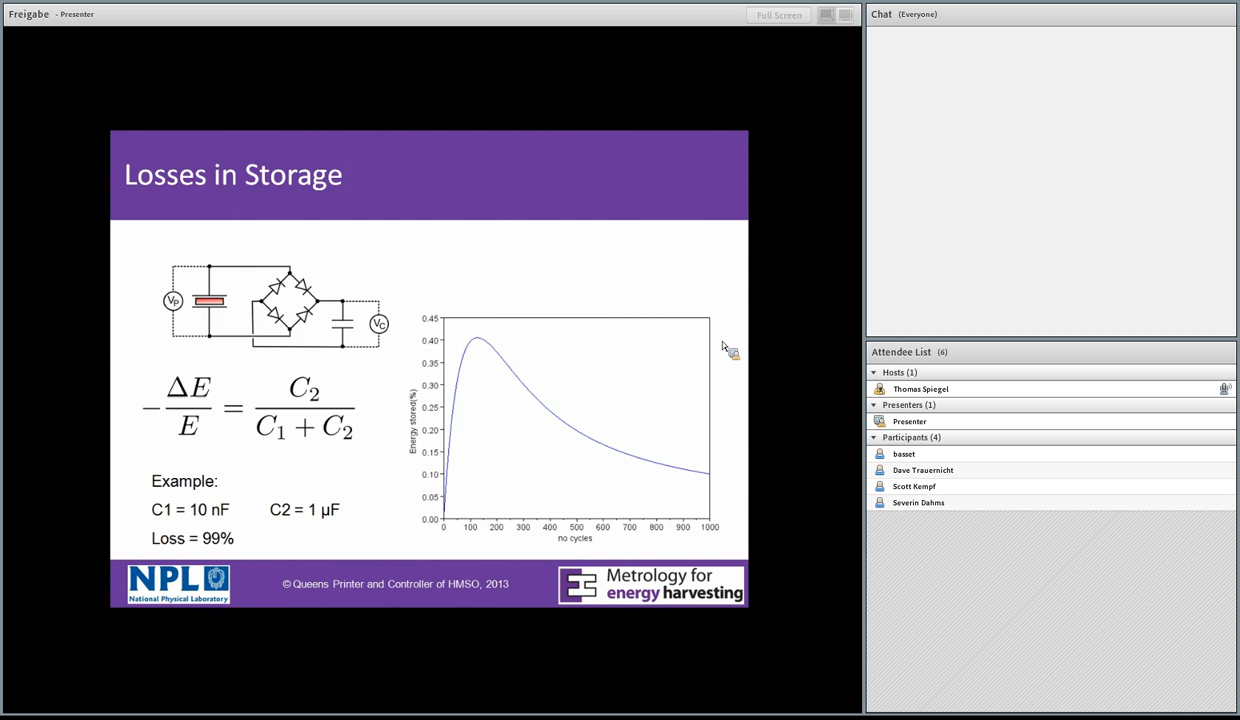 Freigabe - Presenter
Full Screen
Losses in Storage
VP
VC
− ΔE/E = C2/(C1 + C2)
Example:
C1 = 10 nF C2 = 1 µF
Loss = 99%
Energy stored(%)
0.45
0.40
0.35
0.30
0.25
0.20
0.15
0.10
0.05
0.00
0 100 200 300 400 500 600 700 800 900 1000
no cycles
NPL
National Physical Laboratory
© Queens Printer and Controller of HMSO, 2013
Metrology for
energy harvesting
Chat (Everyone)
Attendee List (6)
Hosts (1)
Thomas Spiegel
Presenters (1)
Presenter
Participants (4)
basset
Dave Trauernicht
Scott Kempf
Severin Dahms